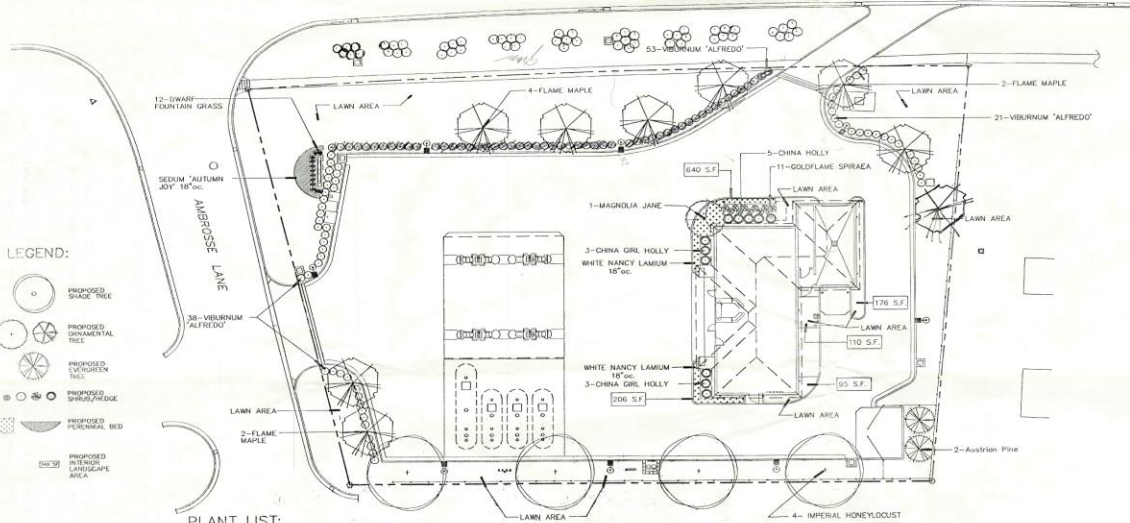 53-VIBURNUM 'ALFREDO'
12-DWARF
FOUNTAIN GRASS
LAWN AREA
4-FLAME MAPLE
2-FLAME MAPLE
LAWN AREA
21-VIBURNUM 'ALFREDO'
SEDUM 'AUTUMN
JOY' 18"oc.
5-CHINA HOLLY
640 S.F.
11-GOLDFLAME SPIRAEA
LAWN AREA
1-MAGNOLIA JANE
LAWN AREA
AMBROSSE LANE
3-CHINA GIRL HOLLY
WHITE NANCY LAMIUM
18"oc.
LEGEND:
PROPOSED
SHADE TREE
PROPOSED
ORNAMENTAL
TREE
PROPOSED
EVERGREEN
TREE
PROPOSED
SHRUB/HEDGE
PROPOSED
PERENNIAL BED
PROPOSED
INTERIOR
LANDSCAPE
AREA
38-VIBURNUM
'ALFREDO'
176 S.F.
LAWN AREA
110 S.F.
WHITE NANCY LAMIUM
18"oc.
3-CHINA GIRL HOLLY
95 S.F.
206 S.F.
LAWN AREA
LAWN AREA
2-FLAME
MAPLE
2-Austrian Pine
LAWN AREA
4- IMPERIAL HONEYLOCUST
PLANT LIST: